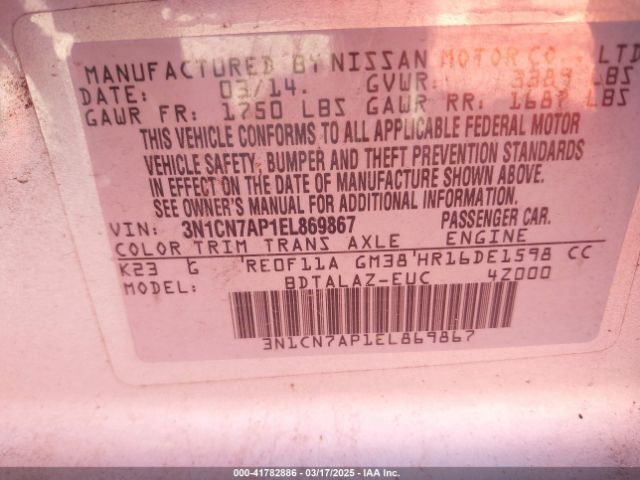 MANUFACTURED BY NISSAN MOTOR CO., LTD
DATE: 03/14. GVWR: 3389 LBS
GAWR FR: 1750 LBS GAWR RR: 1687 LBS
THIS VEHICLE CONFORMS TO ALL APPLICABLE FEDERAL MOTOR
VEHICLE SAFETY, BUMPER AND THEFT PREVENTION STANDARDS
IN EFFECT ON THE DATE OF MANUFACTURE SHOWN ABOVE.
SEE OWNER'S MANUAL FOR ADDITIONAL INFORMATION.
VIN: 3N1CN7AP1EL869867 PASSENGER CAR.
COLOR TRIM TRANS AXLE ENGINE
K23 G RE0F11A GM38 HR16DE1598 CC
MODEL: BDTALAZ-EUC 4Z000
3N1CN7AP1EL869867
000-41782886 — 03/17/2025 — IAA Inc.